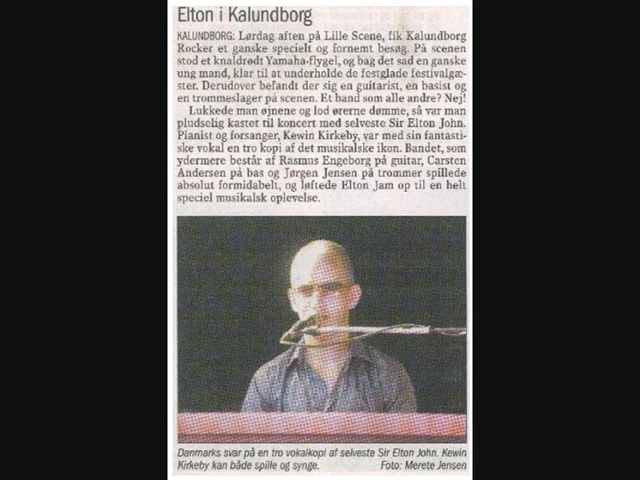 Elton i Kalundborg
KALUNDBORG: Lørdag aften på Lille Scene, fik Kalundborg
Rocker et ganske specielt og fornemt besøg. På scenen
stod et knaldrødt Yamaha-flygel, og bag det sad en ganske
ung mand, klar til at underholde de festglade festivalgæ-
ster. Derudover befandt der sig en guitarist, en basist og
en trommeslager på scenen. Et band som alle andre? Nej!
Lukkede man øjnene og lod ørerne dømme, så var man
pludselig kastet til koncert med selveste Sir Elton John.
Pianist og forsanger, Kewin Kirkeby, var med sin fantasti-
ske vokal en tro kopi af det musikalske ikon. Bandet, som
ydermere består af Rasmus Engeborg på guitar, Carsten
Andersen på bas og Jørgen Jensen på trommer spillede
absolut formidabelt, og løftede Elton Jam op til en helt
speciel musikalsk oplevelse.
Danmarks svar på en tro vokalkopi af selveste Sir Elton John. Kewin
Kirkeby kan både spille og synge. Foto: Merete Jensen